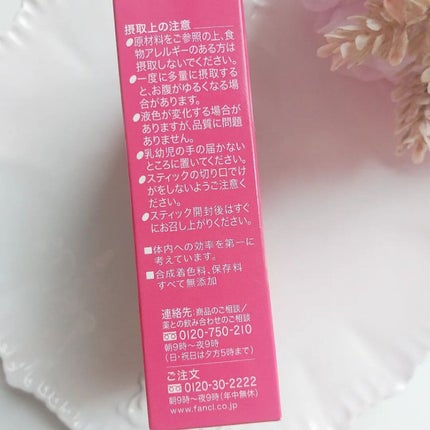 摂取上の注意
●原材料をご参照の上、食
物アレルギーのある方は
摂取しないでください。
●一度に多量に摂取する
と、お腹がゆるくなる場
合があります。
●液色が変化する場合が
ありますが、品質に問題
ありません。
●乳幼児の手の届かない
ところに置いてください。
●スティックの切り口でけ
がをしないようご注意く
ださい。
●スティック開封後はすぐ
にお召し上がりください。
■体内への効率を第一に
考えています。
■合成着色料、保存料
すべて無添加
連絡先:商品のご相談/
薬との飲み合わせのご相談
0120-750-210
朝9時～夜9時
(日・祝日は夕方5時まで)
ご注文
0120-30-2222
朝9時～夜9時(年中無休)
www.fancl.co.jp